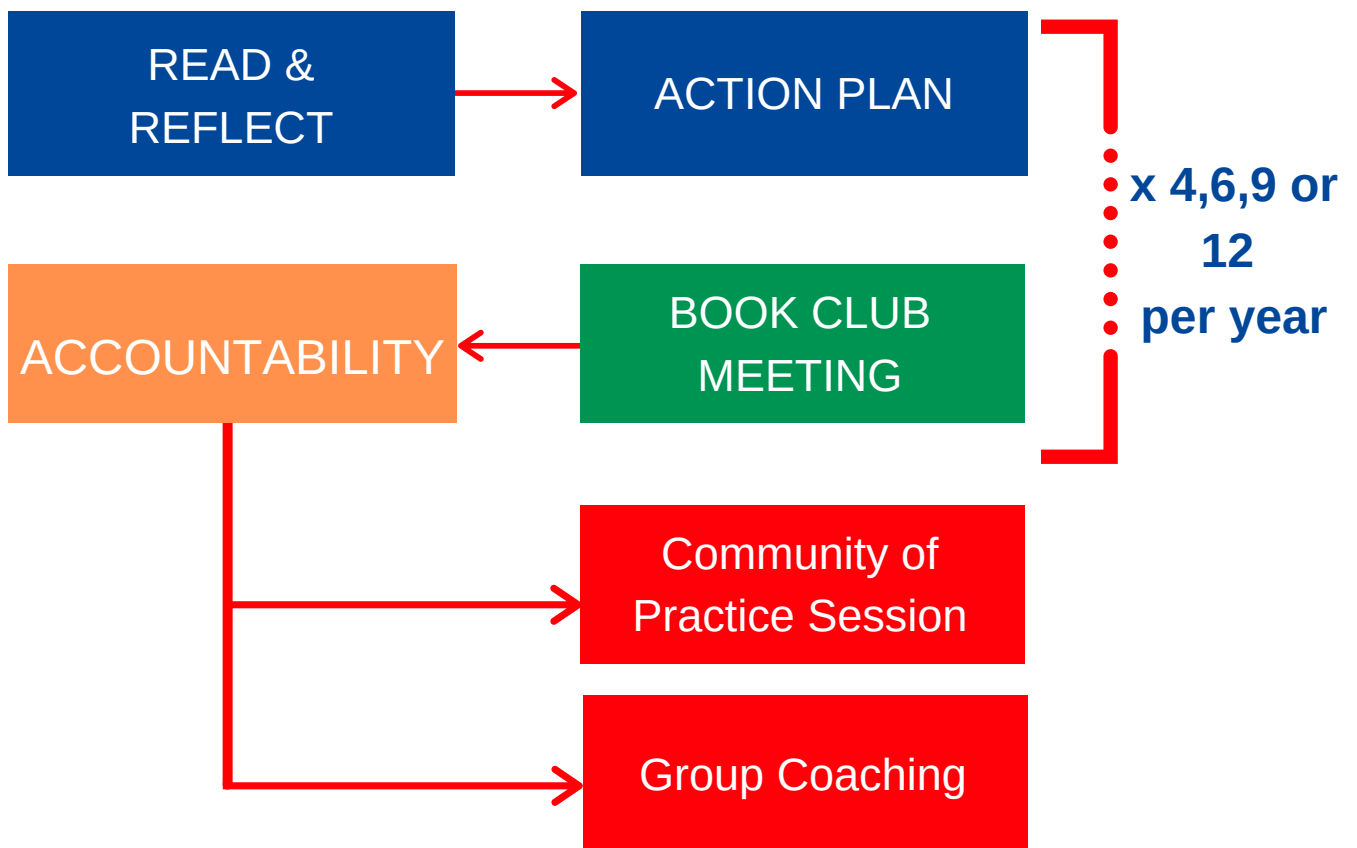 READ &
REFLECT
ACTION PLAN
x 4,6,9 or
12
per year
ACCOUNTABILITY
BOOK CLUB
MEETING
Community of
Practice Session
Group Coaching